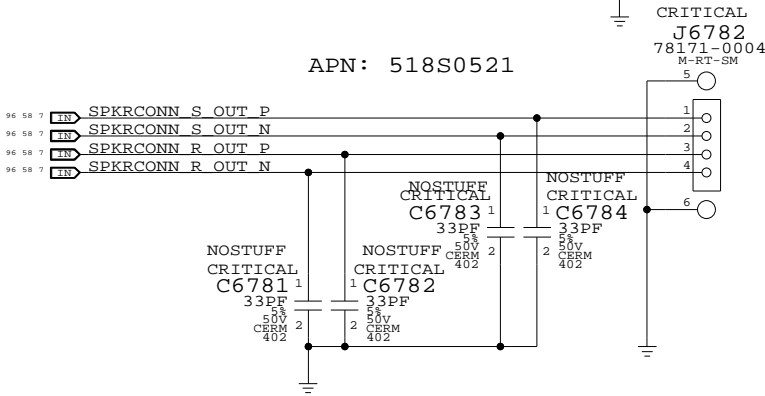 CRITICAL
J6782
78171-0004
M-RT-SM
APN: 518S0521
5
96 58 7 IN SPKRCONN_S_OUT_P 1
96 58 7 IN SPKRCONN_S_OUT_N 2
96 58 7 IN SPKRCONN_R_OUT_P 3
96 58 7 IN SPKRCONN_R_OUT_N 4
6
NOSTUFF
CRITICAL
C6783 1
33PF
5%
50V 2
CERM
402
NOSTUFF
CRITICAL
1 C6784
33PF
5%
2 50V
CERM
402
NOSTUFF
CRITICAL
C6781 1
33PF
5%
50V 2
CERM
402
NOSTUFF
CRITICAL
1 C6782
33PF
5%
2 50V
CERM
402